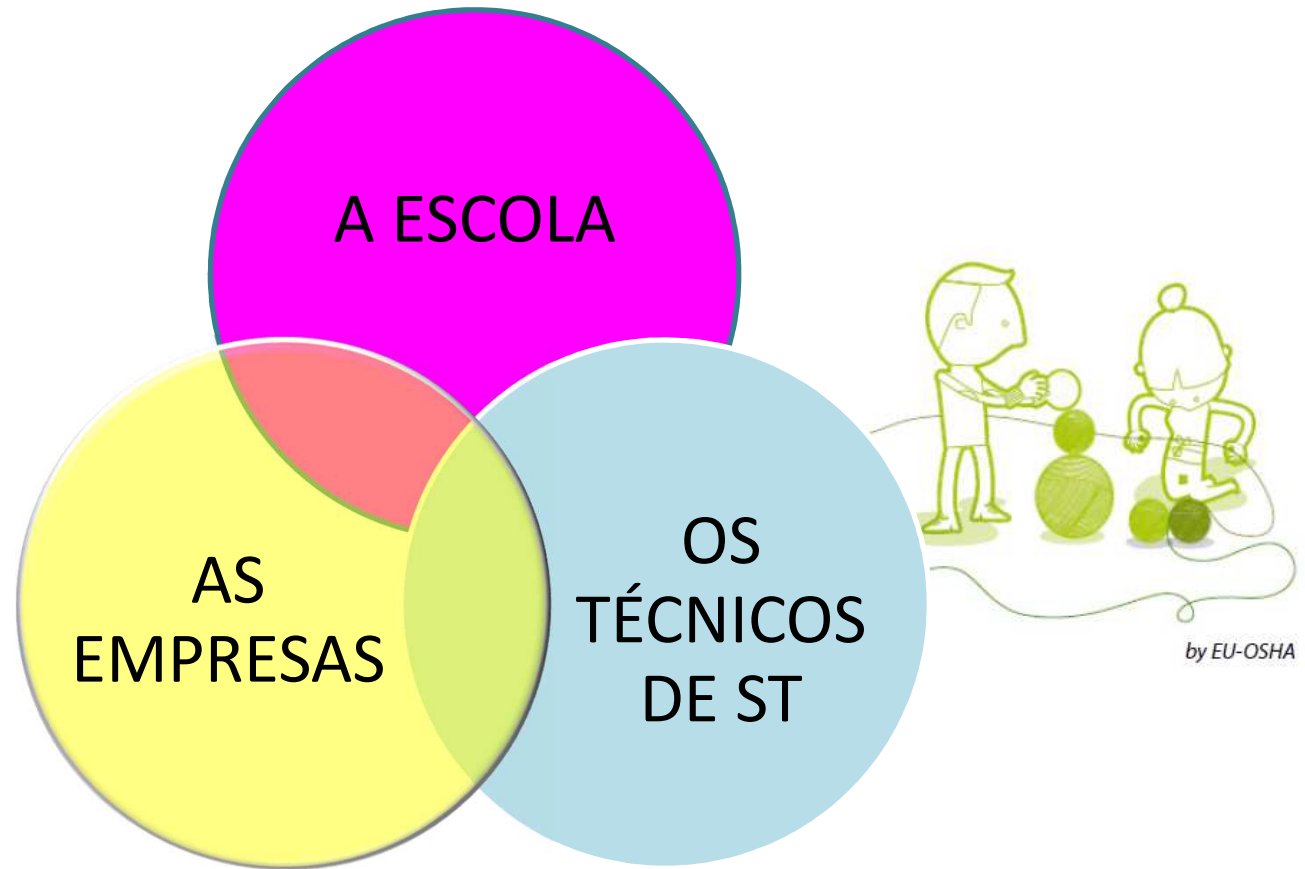 A ESCOLA
AS
EMPRESAS
OS
TÉCNICOS
DE ST
by EU-OSHA